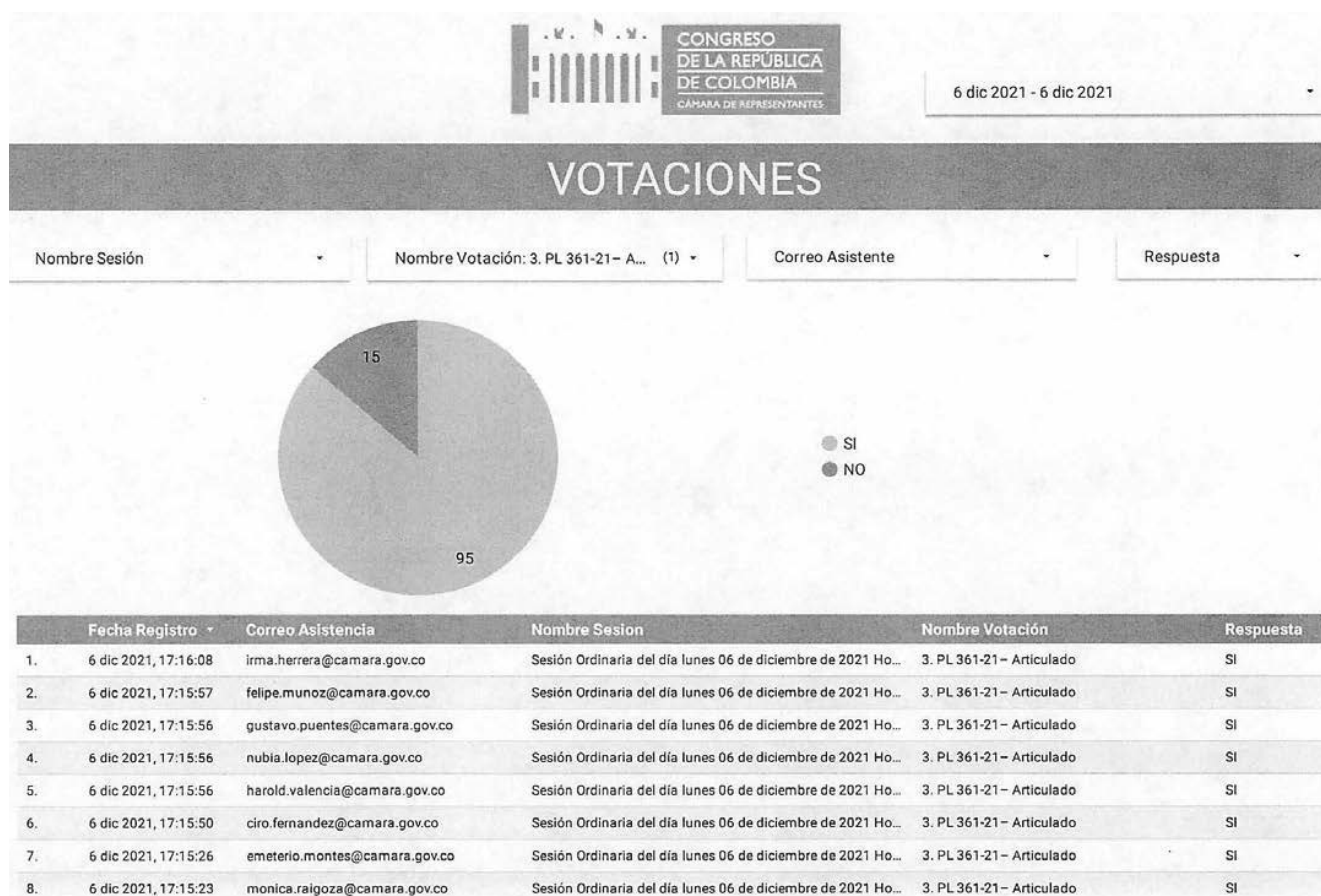 CONGRESO
DE LA REPÚBLICA
DE COLOMBIA
CÁMARA DE REPRESENTANTES
6 dic 2021 - 6 dic 2021
VOTACIONES
Nombre Sesión Nombre Votación: 3. PL 361-21– A... (1) Correo Asistente Respuesta
15
SI
NO
95
Fecha Registro Correo Asistencia Nombre Sesion Nombre Votación Respuesta
1. 6 dic 2021, 17:16:08 irma.herrera@camara.gov.co Sesión Ordinaria del día lunes 06 de diciembre de 2021 Ho... 3. PL 361-21– Articulado SI
2. 6 dic 2021, 17:15:57 felipe.munoz@camara.gov.co Sesión Ordinaria del día lunes 06 de diciembre de 2021 Ho... 3. PL 361-21– Articulado SI
3. 6 dic 2021, 17:15:56 gustavo.puentes@camara.gov.co Sesión Ordinaria del día lunes 06 de diciembre de 2021 Ho... 3. PL 361-21– Articulado SI
4. 6 dic 2021, 17:15:56 nubia.lopez@camara.gov.co Sesión Ordinaria del día lunes 06 de diciembre de 2021 Ho... 3. PL 361-21– Articulado SI
5. 6 dic 2021, 17:15:56 harold.valencia@camara.gov.co Sesión Ordinaria del día lunes 06 de diciembre de 2021 Ho... 3. PL 361-21– Articulado SI
6. 6 dic 2021, 17:15:50 ciro.fernandez@camara.gov.co Sesión Ordinaria del día lunes 06 de diciembre de 2021 Ho... 3. PL 361-21– Articulado SI
7. 6 dic 2021, 17:15:26 emeterio.montes@camara.gov.co Sesión Ordinaria del día lunes 06 de diciembre de 2021 Ho... 3. PL 361-21– Articulado SI
8. 6 dic 2021, 17:15:23 monica.raigoza@camara.gov.co Sesión Ordinaria del día lunes 06 de diciembre de 2021 Ho... 3. PL 361-21– Articulado SI